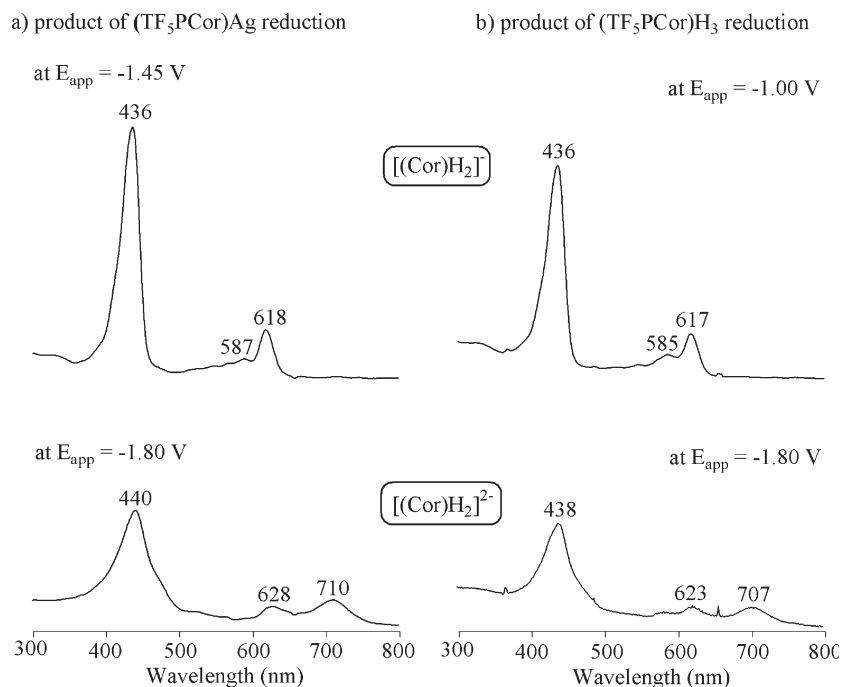 a) product of (TF₅PCor)Ag reduction
at Eapp = -1.45 V
436
587
618
b) product of (TF₅PCor)H₃ reduction
at Eapp = -1.00 V
436
585
617
[(Cor)H₂]⁻
at Eapp = -1.80 V
440
628
710
[(Cor)H₂]²⁻
at Eapp = -1.80 V
438
623
707
300 400 500 600 700 800
Wavelength (nm)
300 400 500 600 700 800
Wavelength (nm)